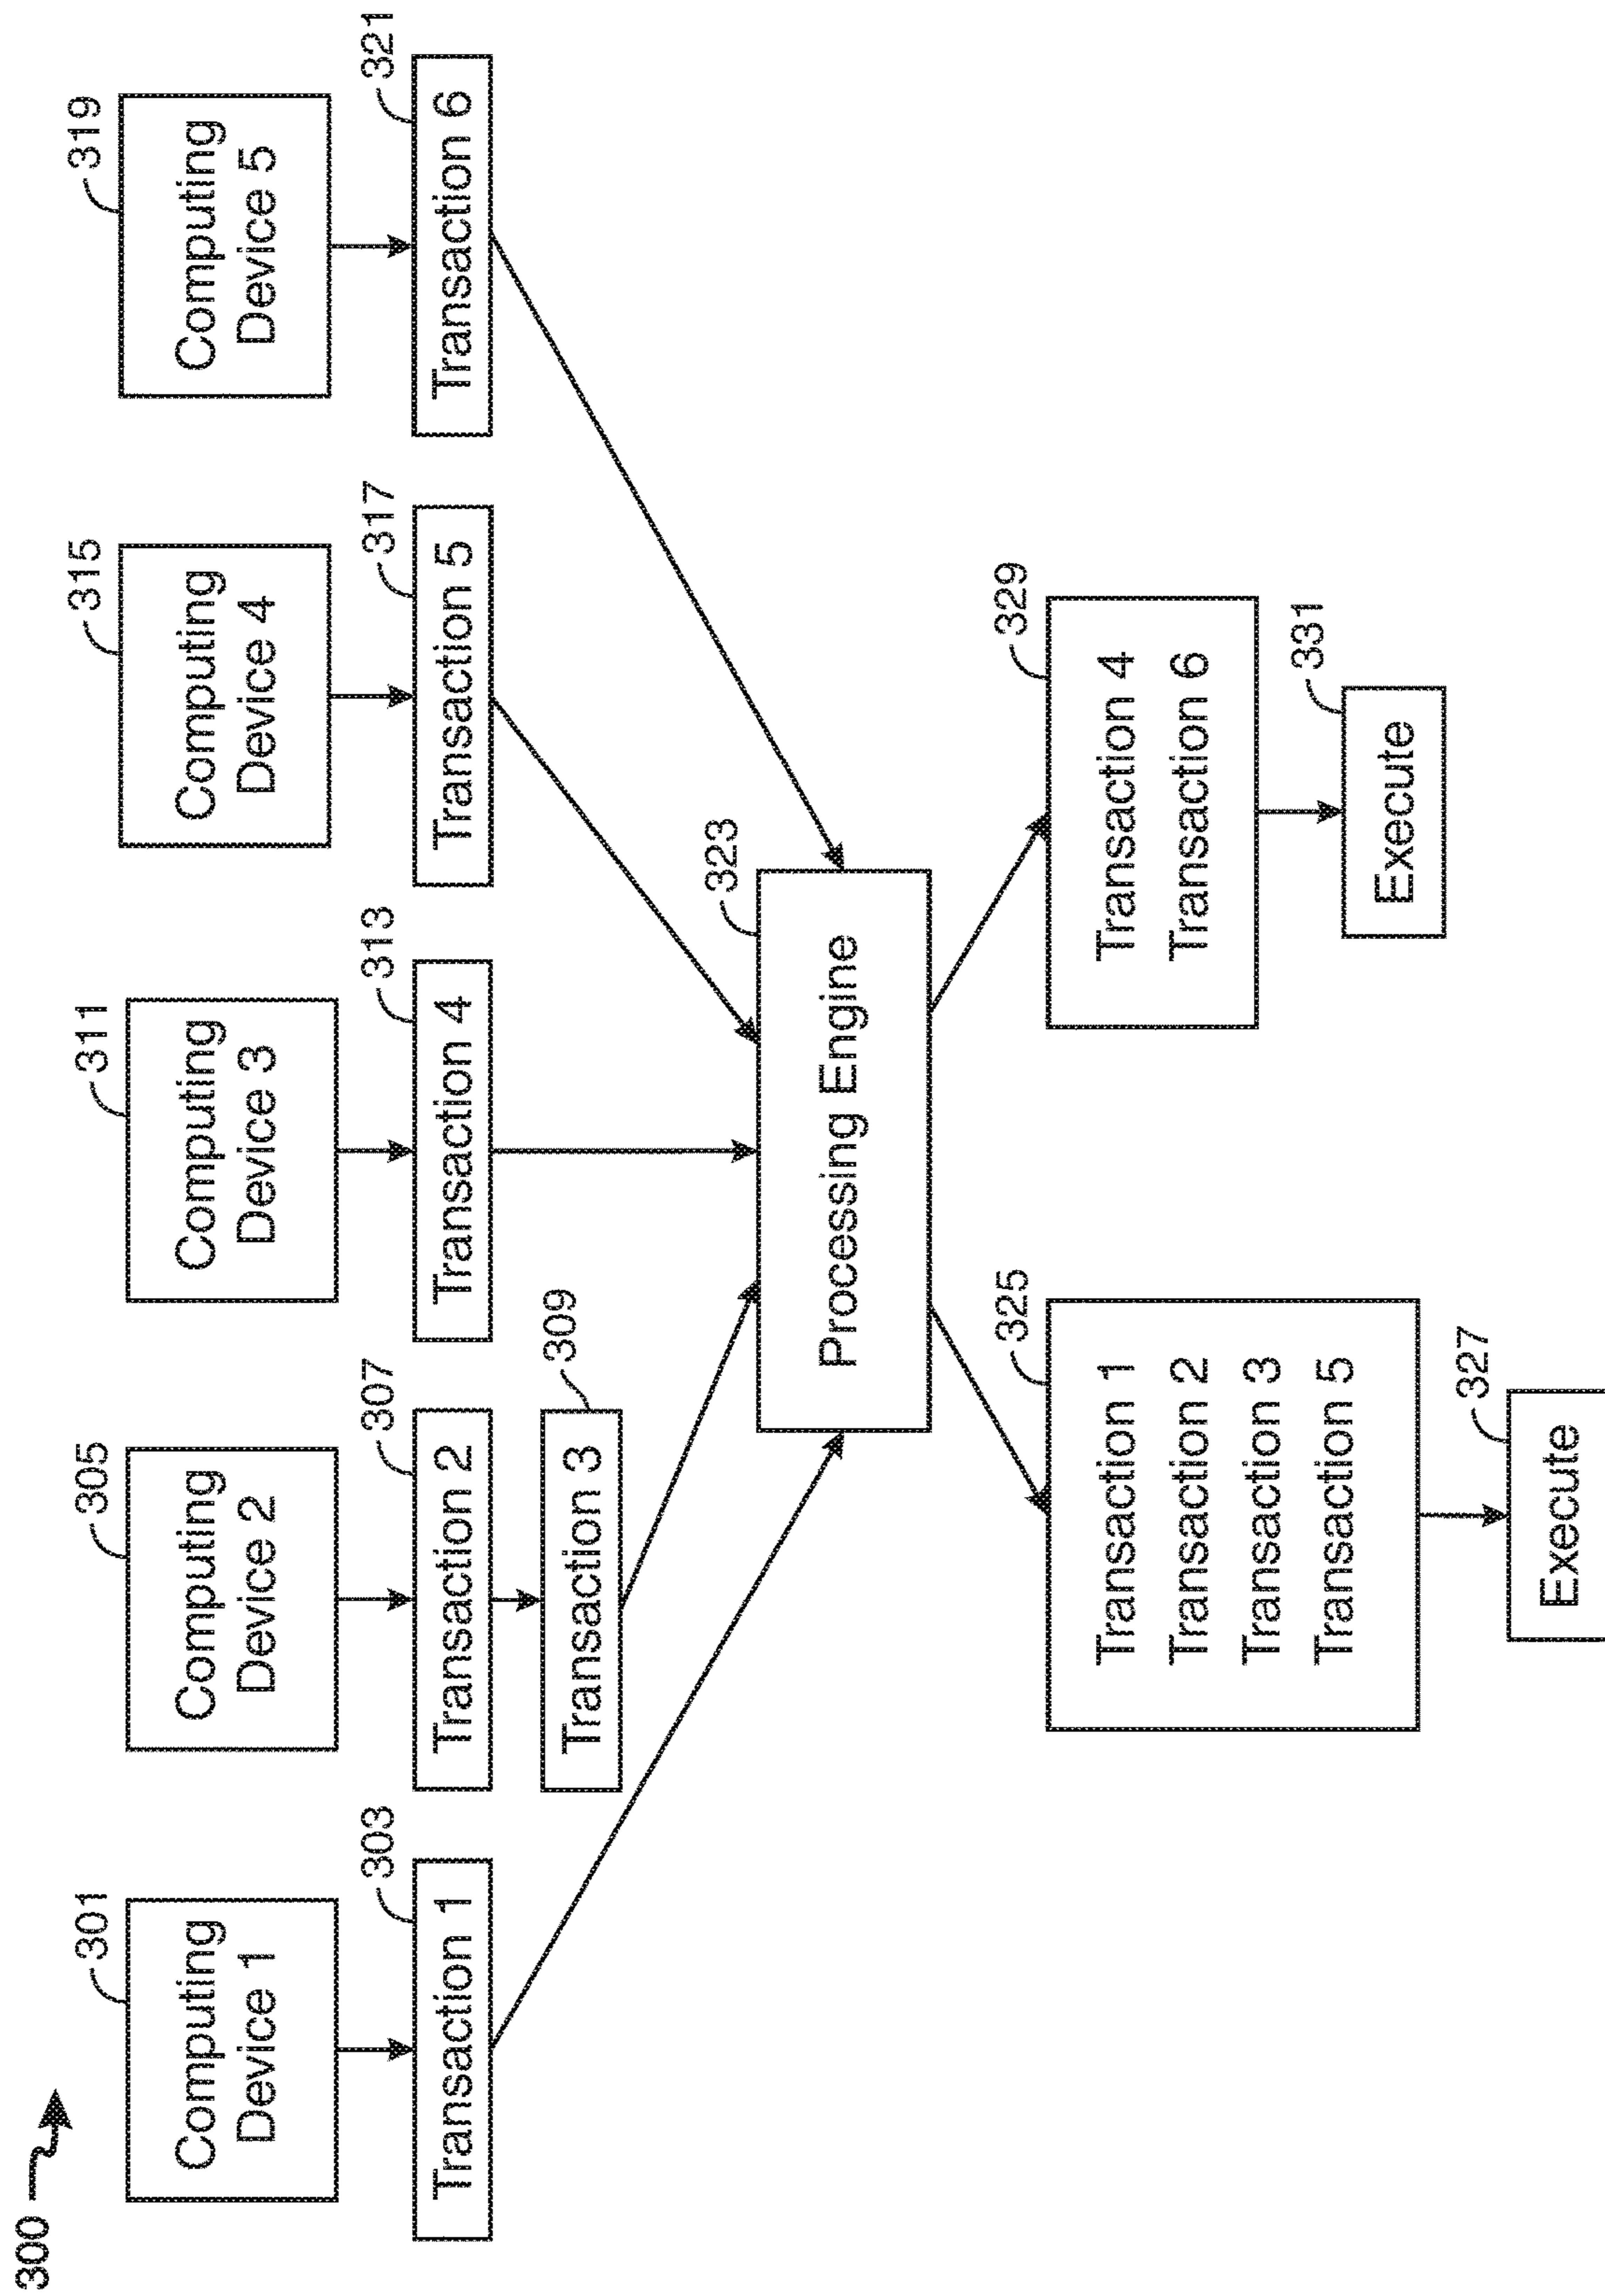 300
301
Computing
Device 1
303
Transaction 1
305
Computing
Device 2
307
Transaction 2
309
Transaction 3
311
Computing
Device 3
313
Transaction 4
315
Computing
Device 4
317
Transaction 5
319
Computing
Device 5
321
Transaction 6
323
Processing Engine
325
Transaction 1
Transaction 2
Transaction 3
Transaction 5
327
Execute
329
Transaction 4
Transaction 6
331
Execute